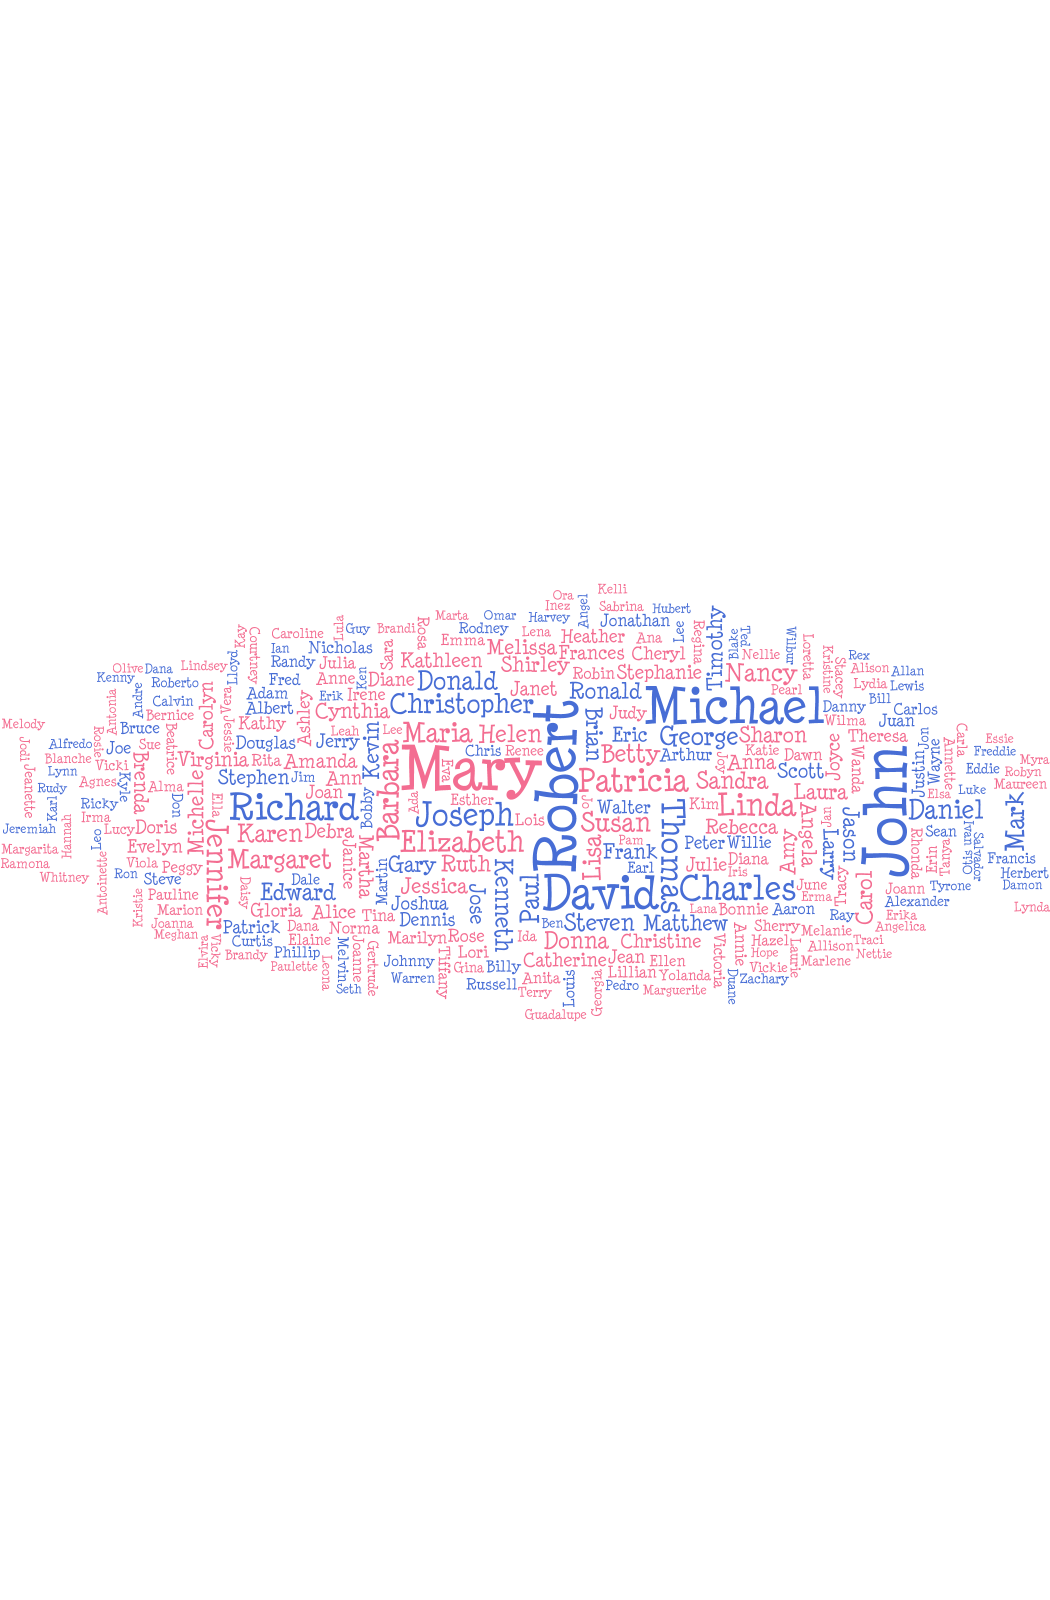 Kelli
Ora
Inez
Angel
Sabrina
Hubert
Marta
Omar
Harvey
Jonathan
Lula
Guy
Brandi
Rosa
Rodney
Lena
Heather
Ana
Lee
Regina
Timothy
Blake
Ted
Wilbur
Kay
Courtney
Caroline
Emma
Melissa
Frances
Cheryl
Nellie
Loreta
Ian
Nicholas
Sara
Kathleen
Shirley
Robin
Stephanie
Nancy
Kristine
Stacey
Rex
Olive
Dana
Lindsey
Lloyd
Randy
Julia
Alison
Allan
Kenny
Roberto
Fred
Anne
Ken
Diane
Donald
Janet
Ronald
Pearl
Lydia
Lewis
Andre
Antonia
Calvin
Carolyn
Vera
Adam
Albert
Ashley
Erik
Irene
Cynthia
Christopher
Robert
Judy
Michael
Danny
Bill
Carlos
Melody
Bruce
Bernice
Jessie
Kathy
Leah
Lee
Maria
Helen
Brian
Eric
George
Sharon
Wilma
Juan
Theresa
Jon
Carla
Essie
Alfredo
Rosie
Joe
Sue
Beatrice
Douglas
Jerry
Kevin
Barbara
Chris
Renee
Betty
Arthur
Joy
Katie
Dawn
Joyce
Wanda
Justin
Wayne
Annette
Freddie
Jodi
Jeanette
Blanche
Vicki
Brenda
Virginia
Rita
Amanda
Mary
Eva
Anna
Scott
Eddie
Myra
Robyn
Lynn
Agnes
Kyle
Alma
Michelle
Stephen
Jim
Ann
Patricia
Sandra
Laura
Maureen
Rudy
Karl
Ricky
Don
Ella
Richard
Joan
Bobby
Ada
Esther
Jo
Walter
Thomas
Kim
Linda
Angela
Jan
Jason
John
Elsa
Luke
Daniel
Mark
Irma
Jeremiah
Hannah
Leo
Lucy
Doris
Jennifer
Karen
Debra
Janice
Martha
Joseph
Lois
Susan
Rebecca
Larry
Rhonda
Sean
Ivan
Otis
Salvador
Margarita
Evelyn
Elizabeth
Lisa
Pam
Peter
Willie
Amy
Erin
Tanya
Frank
Francis
Ramona
Viola
Peggy
Margaret
Gary
Ruth
Kenneth
Earl
Julie
Diana
Iris
Tracy
Carol
Herbert
Whitney
Antoinette
Ron
Steve
Daisy
Dale
Edward
Martin
Jessica
Jose
Paul
David
Charles
June
Erma
Joann
Tyrone
Damon
Kristie
Pauline
Marion
Gloria
Alice
Tina
Joshua
Dennis
Lana
Bonnie
Aaron
Ray
Alexander
Lynda
Joanna
Patrick
Dana
Norma
Ben
Steven
Matthew
Annie
Sherry
Melanie
Erika
Angelica
Meghan
Elvira
Vicky
Curtis
Elaine
Melvin
Joanne
Gertrude
Marilyn
Rose
Ida
Donna
Christine
Victoria
Hazel
Laurie
Allison
Traci
Brandy
Phillip
Leona
Tiffany
Lori
Catherine
Jean
Ellen
Hope
Nettie
Paulette
Johnny
Gina
Billy
Vickie
Marlene
Seth
Warren
Russell
Anita
Louis
Georgia
Lillian
Yolanda
Duane
Zachary
Terry
Pedro
Marguerite
Guadalupe